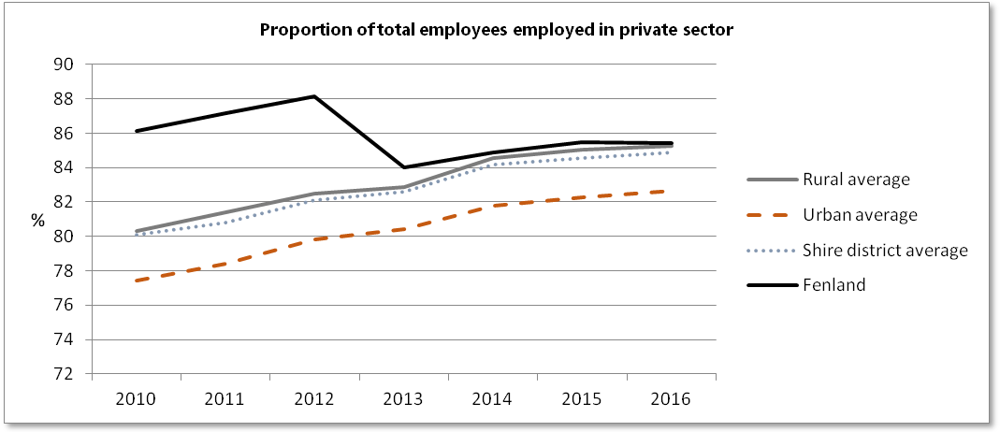 Proportion of total employees employed in private sector
90
88
86
84
82
80
78
76
74
72
%
2010 2011 2012 2013 2014 2015 2016
Rural average
Urban average
Shire district average
Fenland